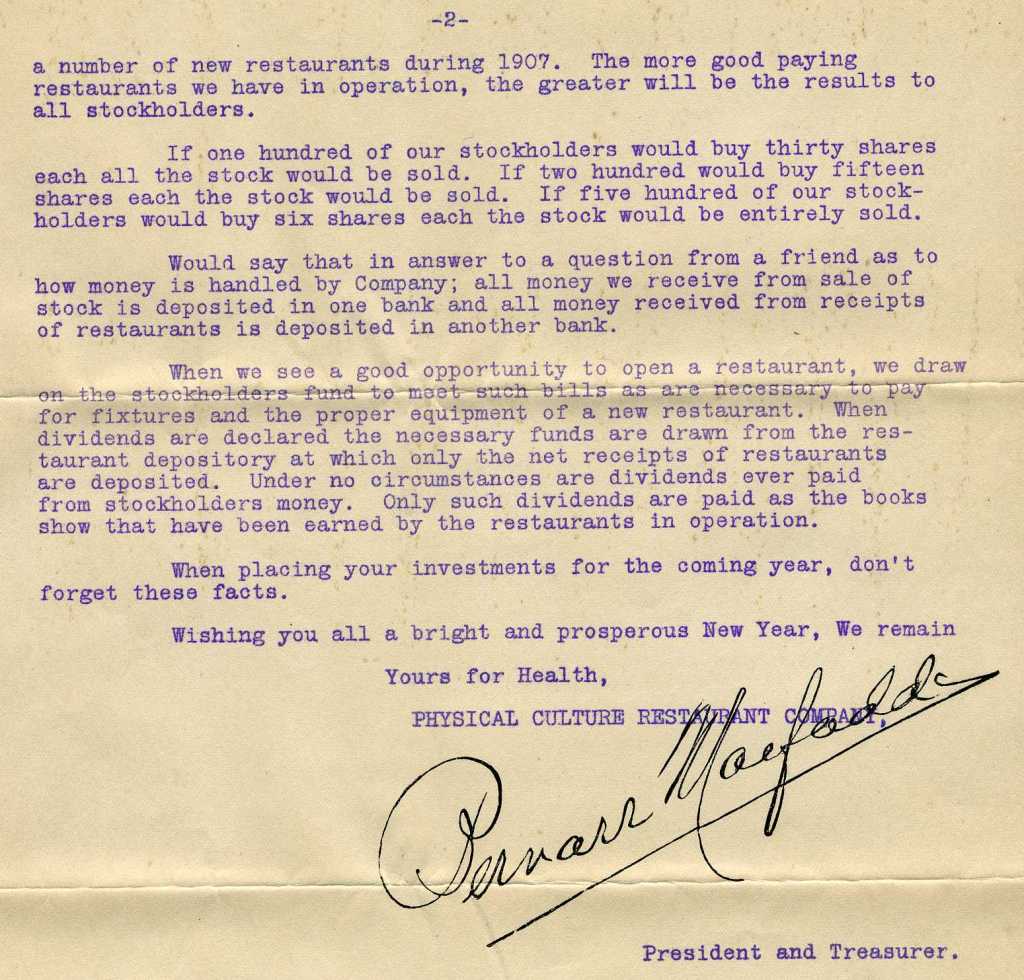 -2-
a number of new restaurants during 1907.  The more good paying
restaurants we have in operation, the greater will be the results to
all stockholders.
If one hundred of our stockholders would buy thirty shares
each all the stock would be sold.  If two hundred would buy fifteen
shares each the stock would be sold.  If five hundred of our stock-
holders would buy six shares each the stock would be entirely sold.
Would say that in answer to a question from a friend as to
how money is handled by Company; all money we receive from sale of
stock is deposited in one bank and all money received from receipts
of restaurants is deposited in another bank.
When we see a good opportunity to open a restaurant, we draw
on the stockholders fund to meet such bills as are necessary to pay
for fixtures and the proper equipment of a new restaurant.  When
dividends are declared the necessary funds are drawn from the res-
taurant depository at which only the net receipts of restaurants
are deposited.  Under no circumstances are dividends ever paid
from stockholders money.  Only such dividends are paid as the books
show that have been earned by the restaurants in operation.
When placing your investments for the coming year, don't
forget these facts.
Wishing you all a bright and prosperous New Year, We remain
Yours for Health,
PHYSICAL CULTURE RESTAURANT COMPANY,
Bernarr Macfadden
President and Treasurer.